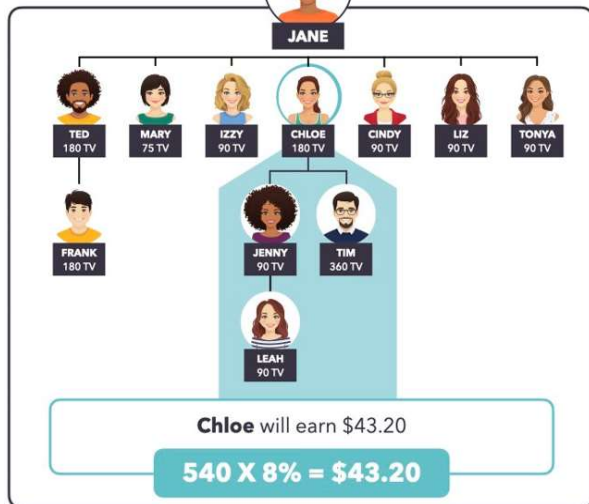 JANE
TED
180 TV
MARY
75 TV
IZZY
90 TV
CHLOE
180 TV
CINDY
90 TV
LIZ
90 TV
TONYA
90 TV
FRANK
180 TV
JENNY
90 TV
TIM
360 TV
LEAH
90 TV
Chloe will earn $43.20
540 X 8% = $43.20